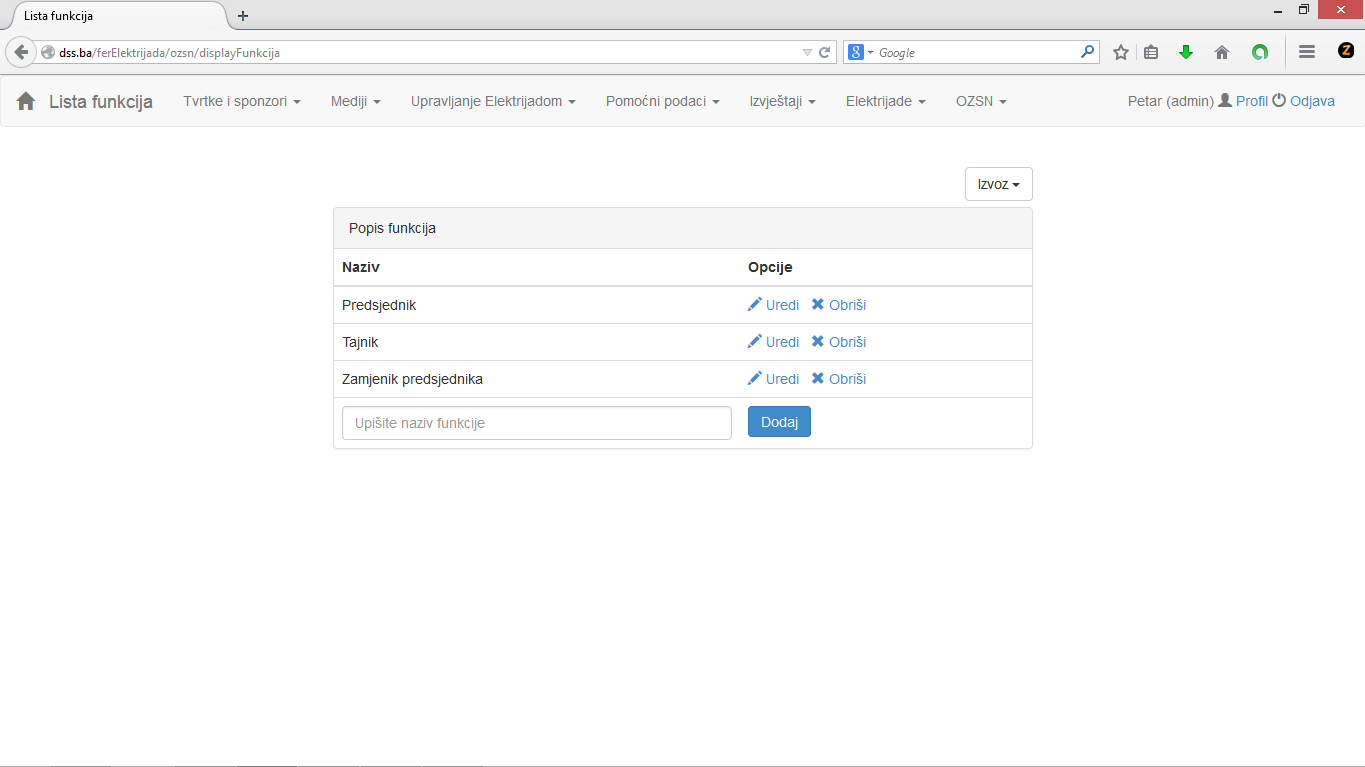 Lista funkcija
dss.ba/ferElektrijada/ozsn/displayFunkcija
Google
Lista funkcija Tvrtke i sponzori Mediji Upravljanje Elektrijadom Pomoćni podaci Izvještaji Elektrijade OZSN Petar (admin) Profil Odjava
Izvoz
Popis funkcija
Naziv Opcije
Predsjednik Uredi Obriši
Tajnik Uredi Obriši
Zamjenik predsjednika Uredi Obriši
Upišite naziv funkcije Dodaj